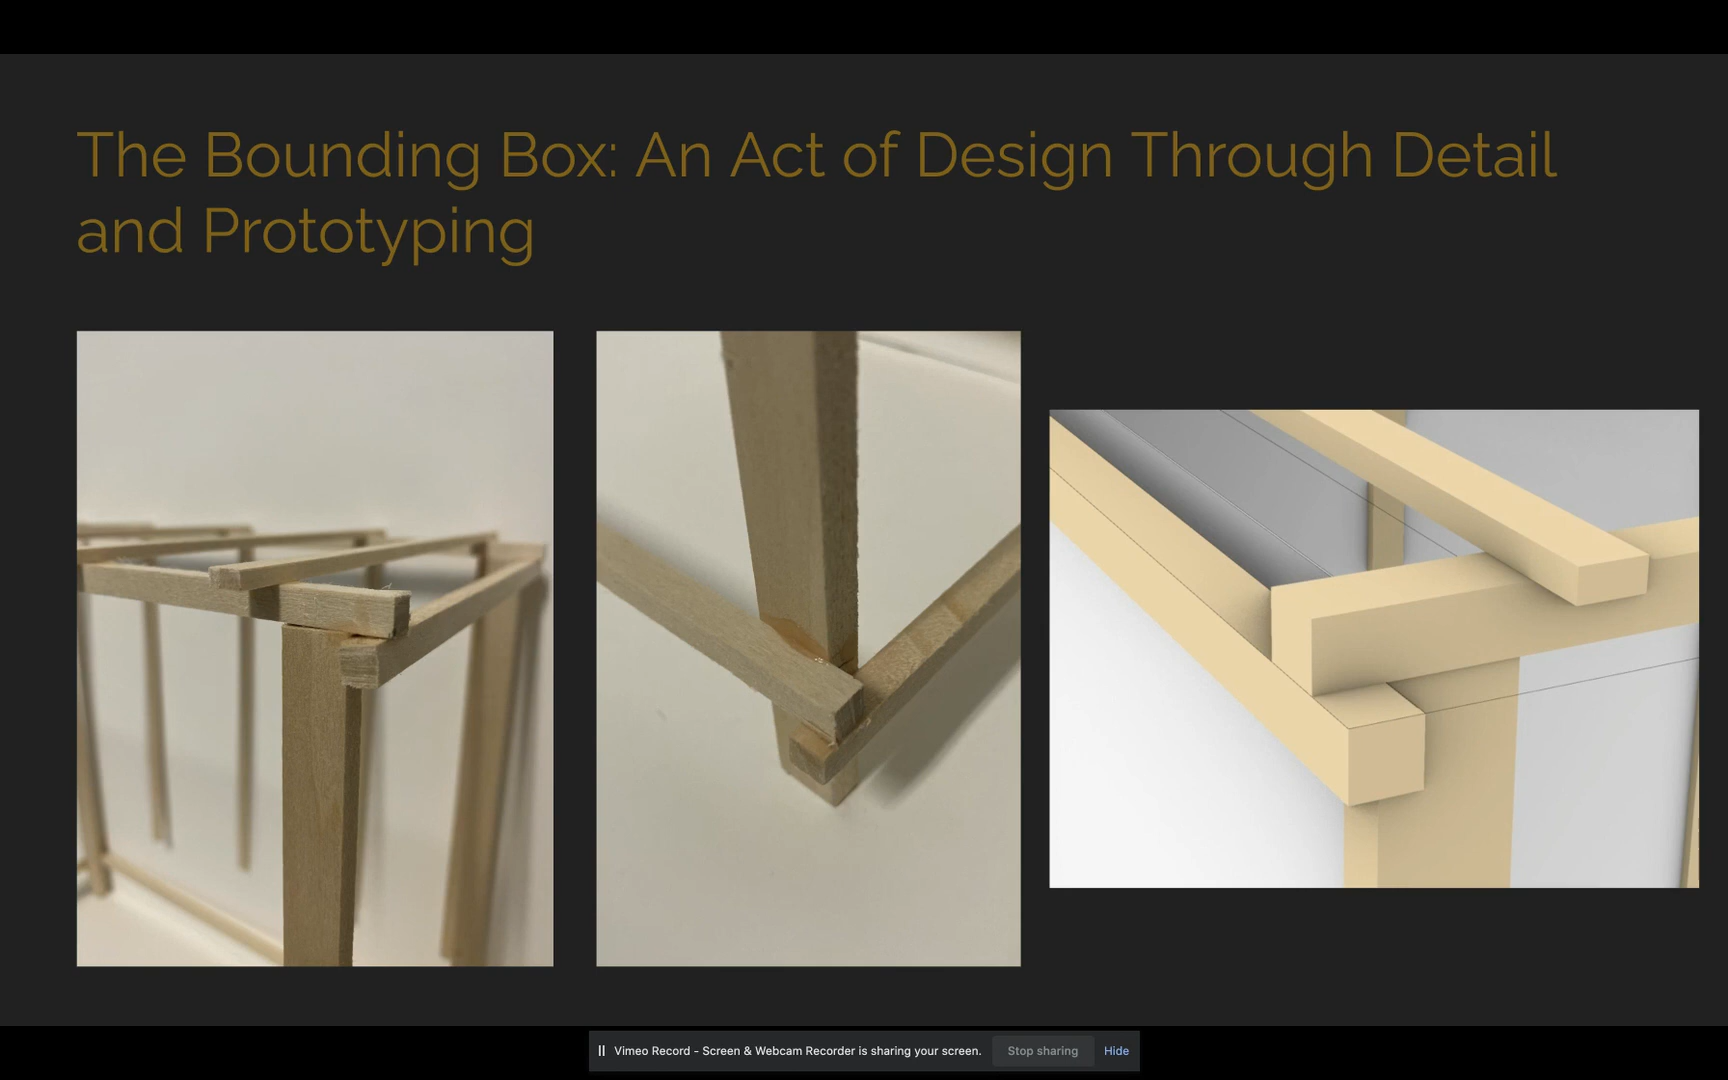 The Bounding Box: An Act of Design Through Detail
and Prototyping
Vimeo Record - Screen & Webcam Recorder is sharing your screen. Stop sharing Hide